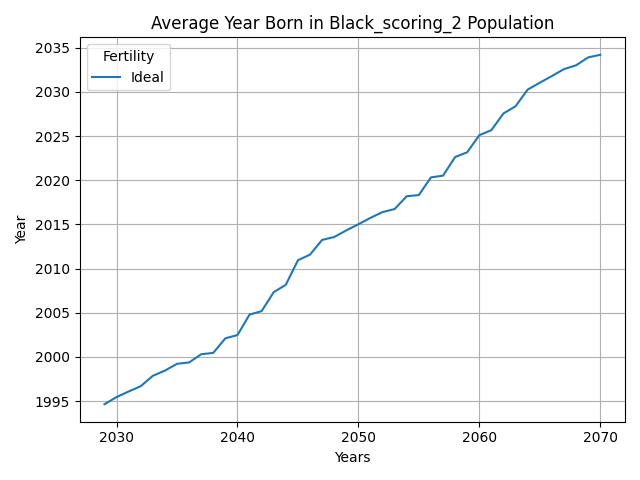 Average Year Born in Black_scoring_2 Population
Fertility
Ideal
2035
2030
2025
2020
2015
2010
2005
2000
1995
Year
2030 2040 2050 2060 2070
Years